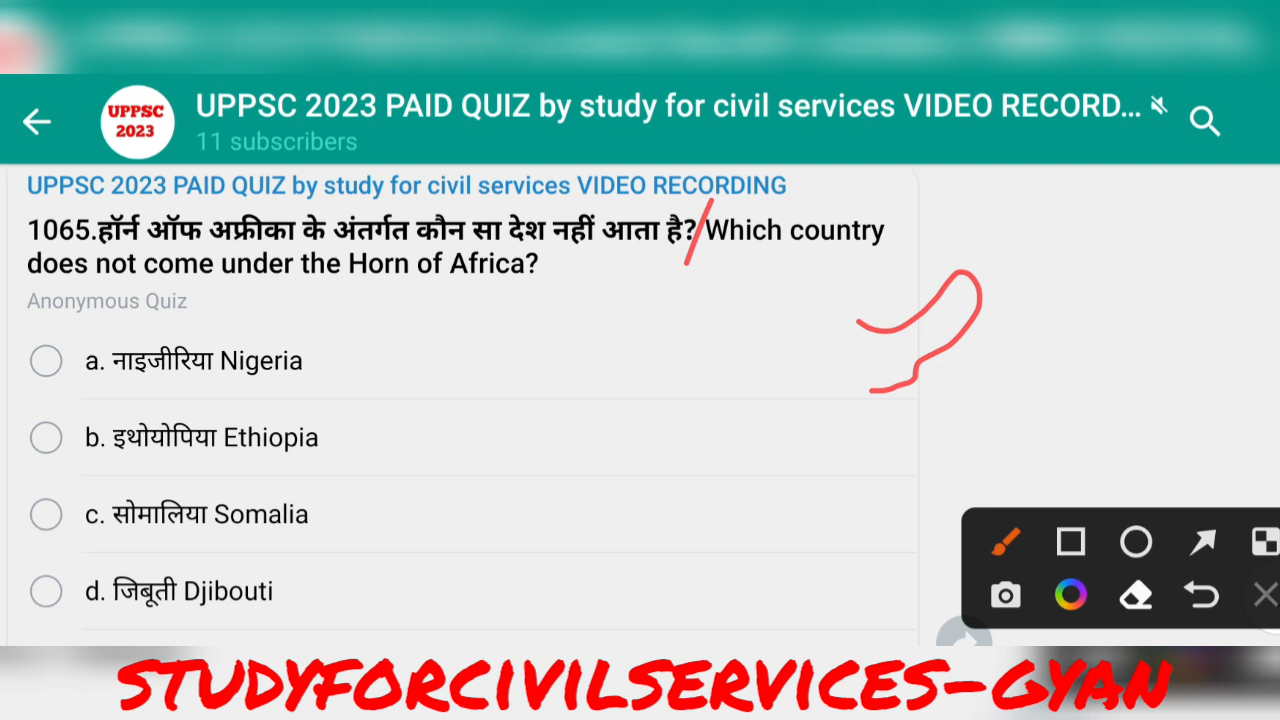 UPPSC
2023
UPPSC 2023 PAID QUIZ by study for civil services VIDEO RECORD...
11 subscribers
UPPSC 2023 PAID QUIZ by study for civil services VIDEO RECORDING
1065.हॉर्न ऑफ अफ्रीका के अंतर्गत कौन सा देश नहीं आता है? Which country
does not come under the Horn of Africa?
Anonymous Quiz
a. नाइजीरिया Nigeria
b. इथोयोपिया Ethiopia
c. सोमालिया Somalia
d. जिबूती Djibouti
STUDYFORCIVILSERVICES-GYAN